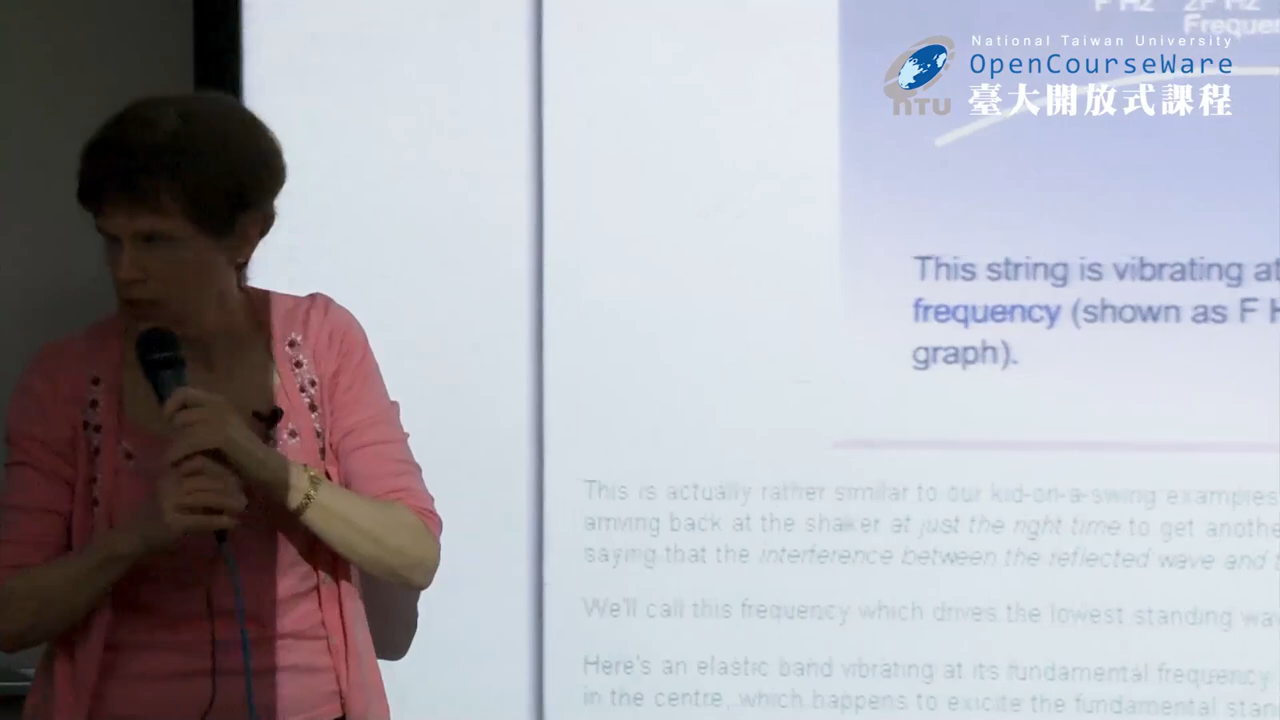 F Hz 2F Hz
Frequen
National Taiwan University
OpenCourseWare
NTU 臺大開放式課程
This string is vibrating at
frequency (shown as F H
graph).
This is actually rather similar to our kid-on-a-swing examples
arriving back at the shaker at just the right time to get anothe
saying that the interference between the reflected wave and
We'll call this frequency which drives the lowest standing wav
Here's an elastic band vibrating at its fundamental frequency
in the centre, which happens to excite the fundamental stan